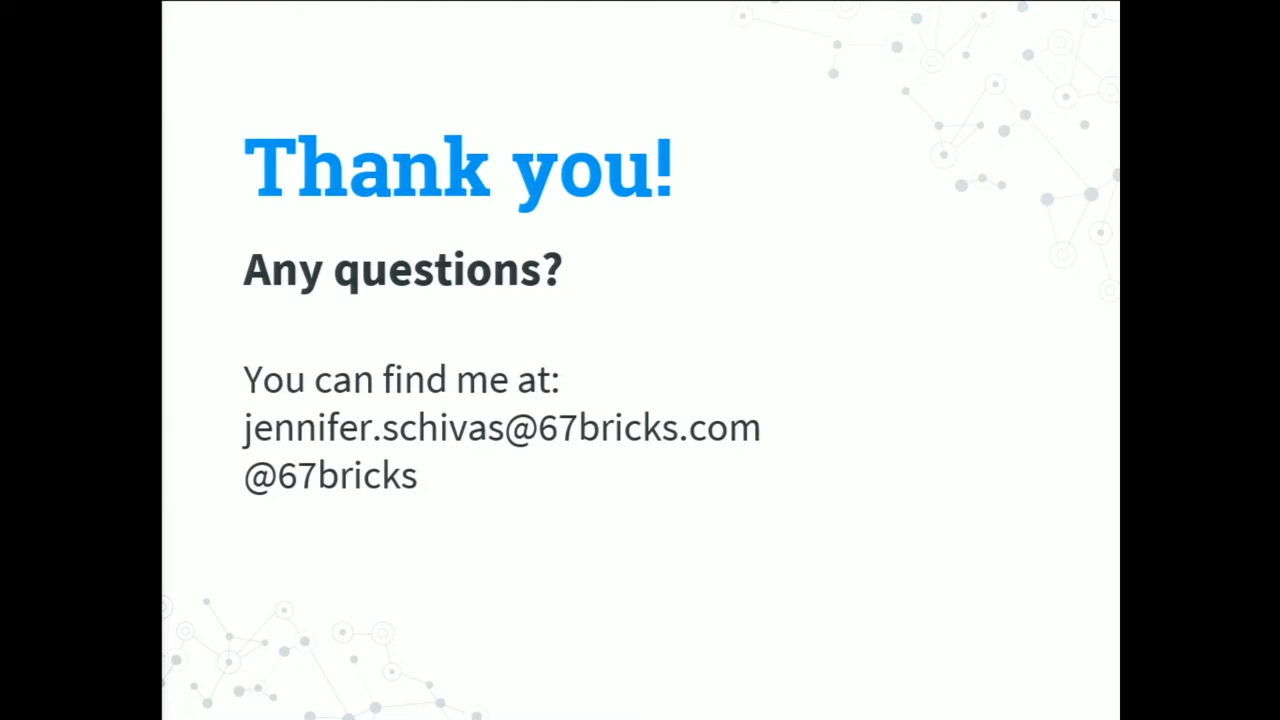 Thank you!
Any questions?
You can find me at:
jennifer.schivas@67bricks.com
@67bricks